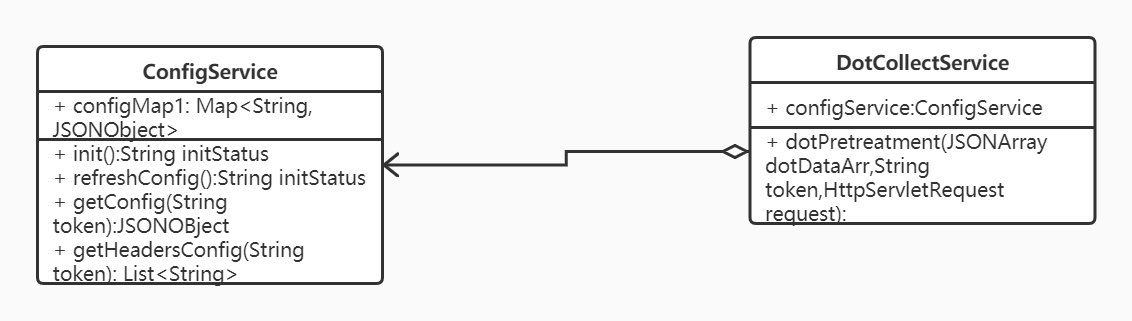 ConfigService
+ configMap1: Map<String,
JSONObject>
+ init():String initStatus
+ refreshConfig():String initStatus
+ getConfig(String
token):JSONOBject
+ getHeadersConfig(String
token): List<String>
DotCollectService
+ configService:ConfigService
+ dotPretreatment(JSONArray
dotDataArr,String
token,HttpServletRequest
request):